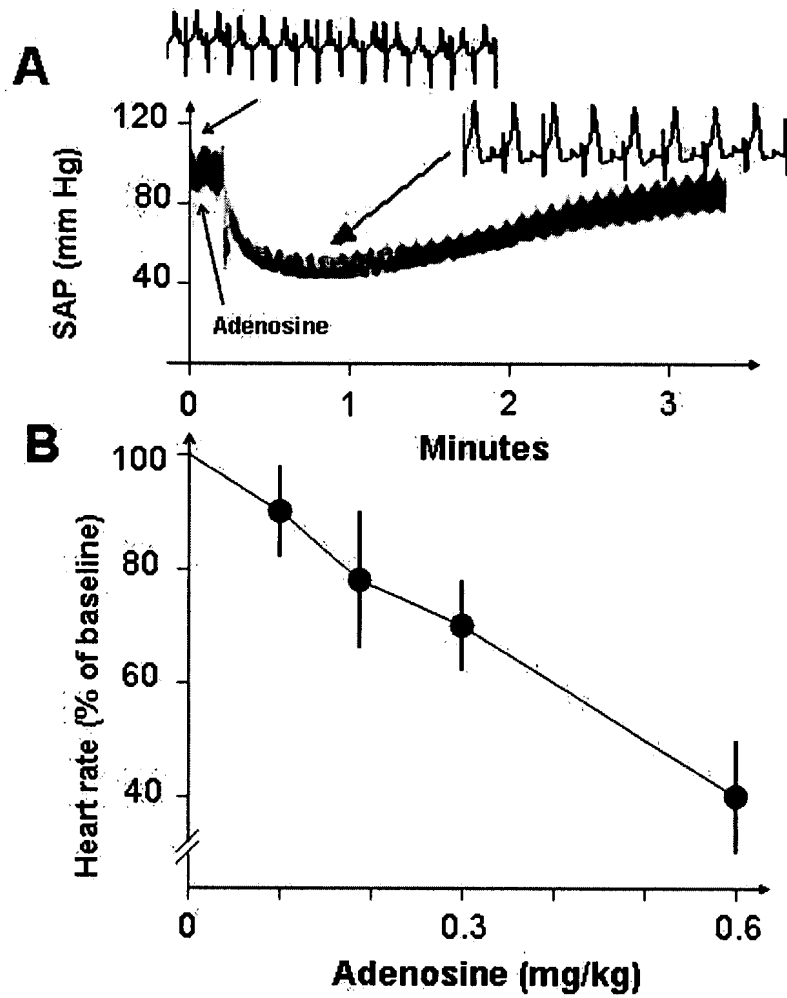 A
120
80
40
SAP (mm Hg)
Adenosine
0 1 2 3
Minutes
B
100
80
60
40
Heart rate (% of baseline)
0 0.3 0.6
Adenosine (mg/kg)